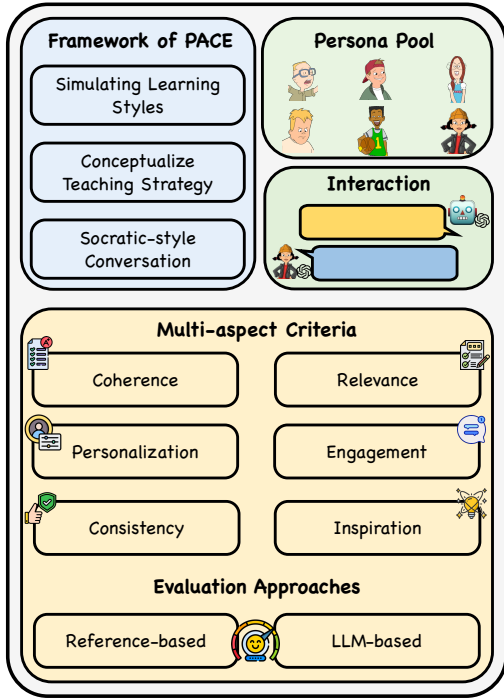 Framework of PACE
Simulating Learning
Styles
Conceptualize
Teaching Strategy
Socratic-style
Conversation
Persona Pool
1
Interaction
Multi-aspect Criteria
Coherence
Relevance
Personalization
Engagement
Consistency
Inspiration
Evaluation Approaches
Reference-based
LLM-based